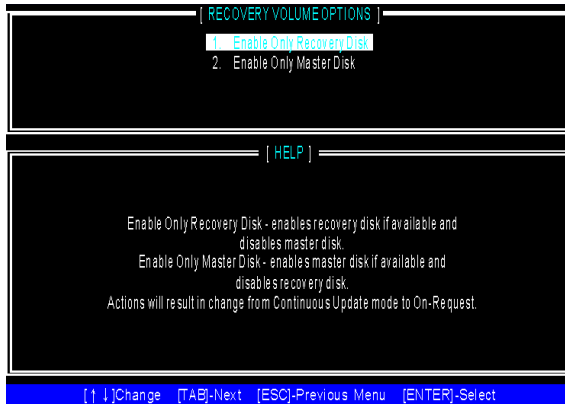 [ RECOVERY VOLUME OPTIONS ]
1. Enable Only Recovery Disk
2. Enable Only Master Disk
[ HELP ]
Enable Only Recovery Disk - enables recovery disk if available and
disables master disk.
Enable Only Master Disk - enables master disk if available and
disables recovery disk.
Actions will result in change from Continuous Update mode to On-Request.
[↑↓]Change [TAB]-Next [ESC]-Previous Menu [ENTER]-Select